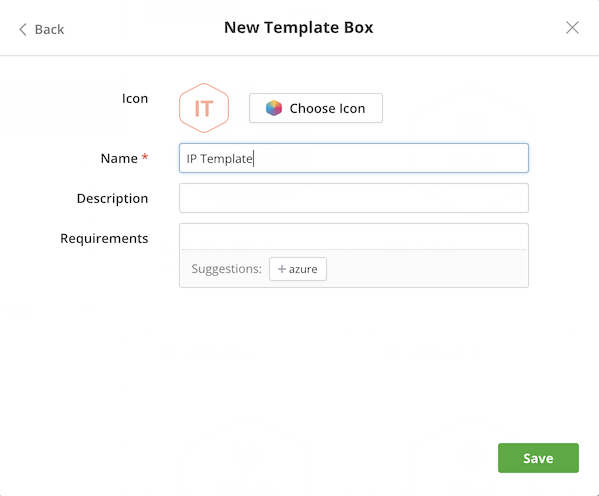 Back
New Template Box
Icon
IT
Choose Icon
Name *
IP Template
Description
Requirements
Suggestions:
+ azure
Save